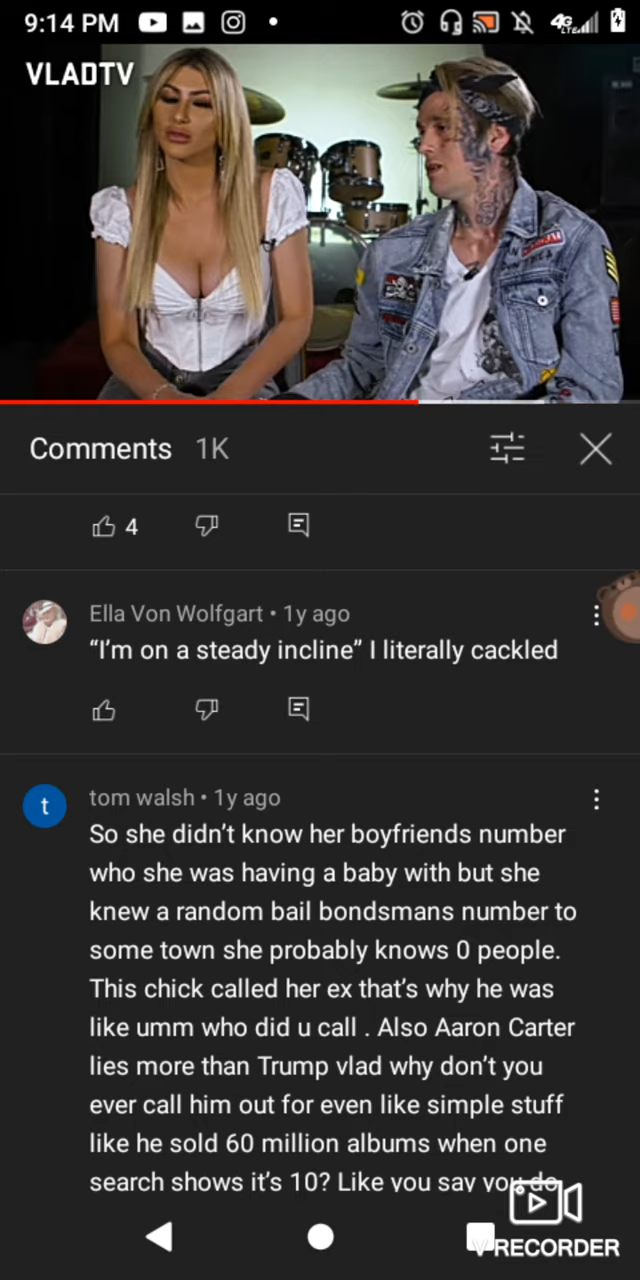 9:14 PM
4G
LTE
VLADTV
Comments 1K
4
Ella Von Wolfgart • 1y ago
“I’m on a steady incline” I literally cackled
t
tom walsh • 1y ago
So she didn’t know her boyfriends number
who she was having a baby with but she
knew a random bail bondsmans number to
some town she probably knows 0 people.
This chick called her ex that’s why he was
like umm who did u call . Also Aaron Carter
lies more than Trump vlad why don’t you
ever call him out for even like simple stuff
like he sold 60 million albums when one
search shows it’s 10? Like you say you do
VRECORDER